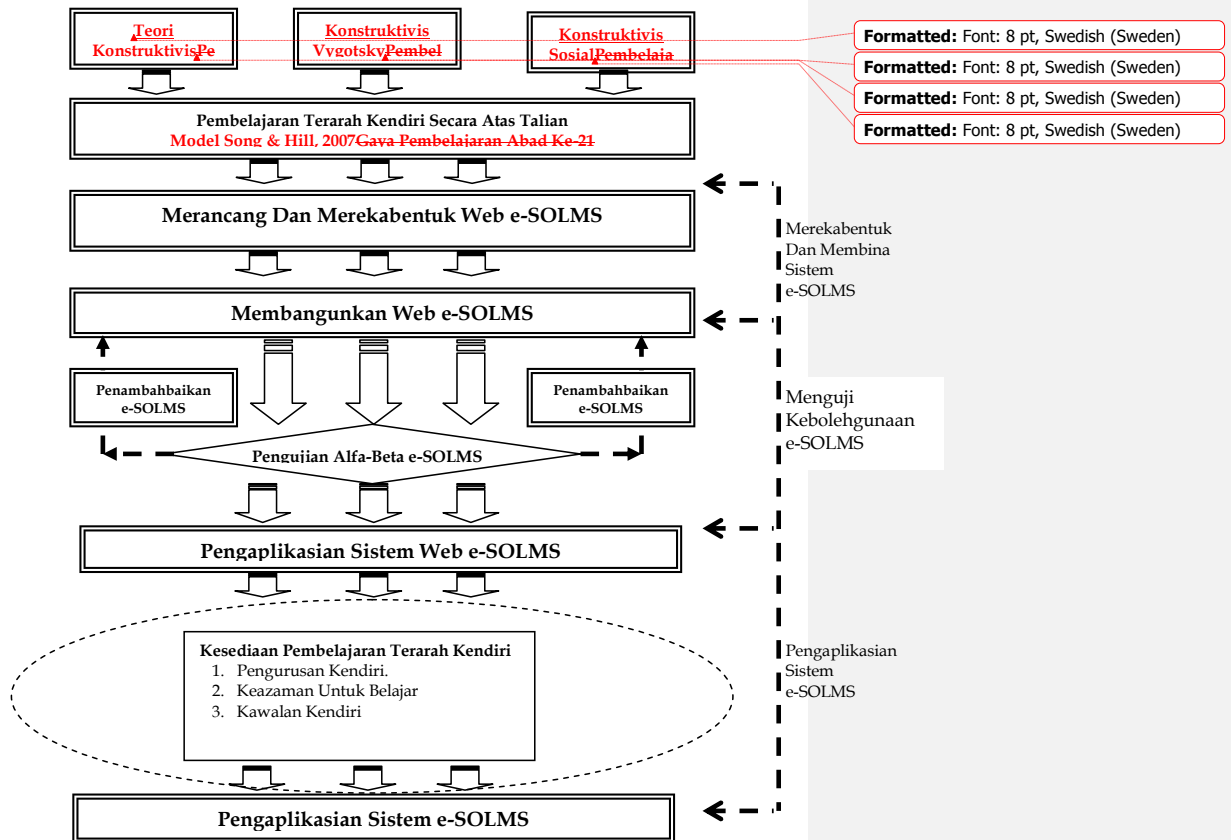 Teori
KonstruktivisPe
Konstruktivis
VygotskyPembel
Konstruktivis
SosialPembelaja
Formatted: Font: 8 pt, Swedish (Sweden)
Formatted: Font: 8 pt, Swedish (Sweden)
Formatted: Font: 8 pt, Swedish (Sweden)
Formatted: Font: 8 pt, Swedish (Sweden)
Pembelajaran Terarah Kendiri Secara Atas Talian
Model Song & Hill, 2007Gaya Pembelajaran Abad Ke-21
Merancang Dan Merekabentuk Web e-SOLMS
Merekabentuk
Dan Membina
Sistem
e-SOLMS
Membangunkan Web e-SOLMS
Penambahbaikan
e-SOLMS
Penambahbaikan
e-SOLMS
Menguji
Kebolehgunaan
e-SOLMS
Pengujian Alfa-Beta e-SOLMS
Pengaplikasian Sistem Web e-SOLMS
Kesediaan Pembelajaran Terarah Kendiri
1. Pengurusan Kendiri.
2. Keazaman Untuk Belajar
3. Kawalan Kendiri
Pengaplikasian
Sistem
e-SOLMS
Pengaplikasian Sistem e-SOLMS